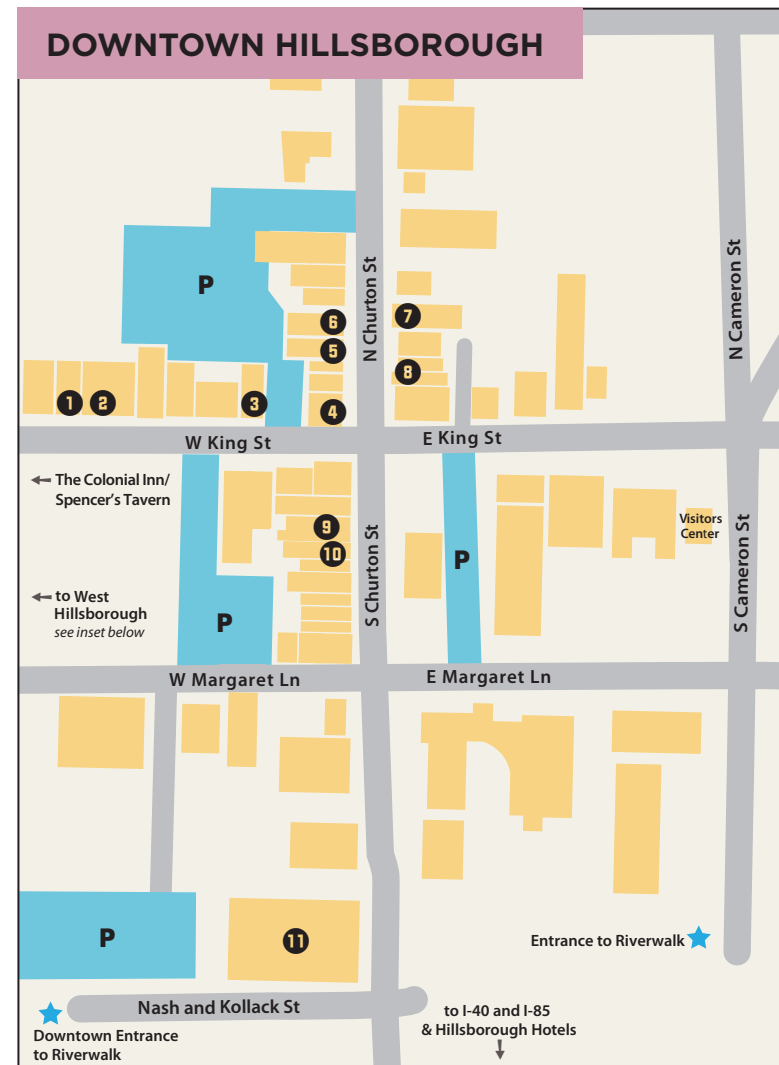 DOWNTOWN HILLSBOROUGH
N Churton St
N Cameron St
P
6
7
5
8
1
2
3
4
W King St
E King St
The Colonial Inn/
Spencer's Tavern
9
10
S Churton St
P
Visitors
Center
S Cameron St
to West
Hillsborough
see inset below
P
W Margaret Ln
E Margaret Ln
P
11
Entrance to Riverwalk
Nash and Kollack St
to I-40 and I-85
& Hillsborough Hotels
Downtown Entrance
to Riverwalk